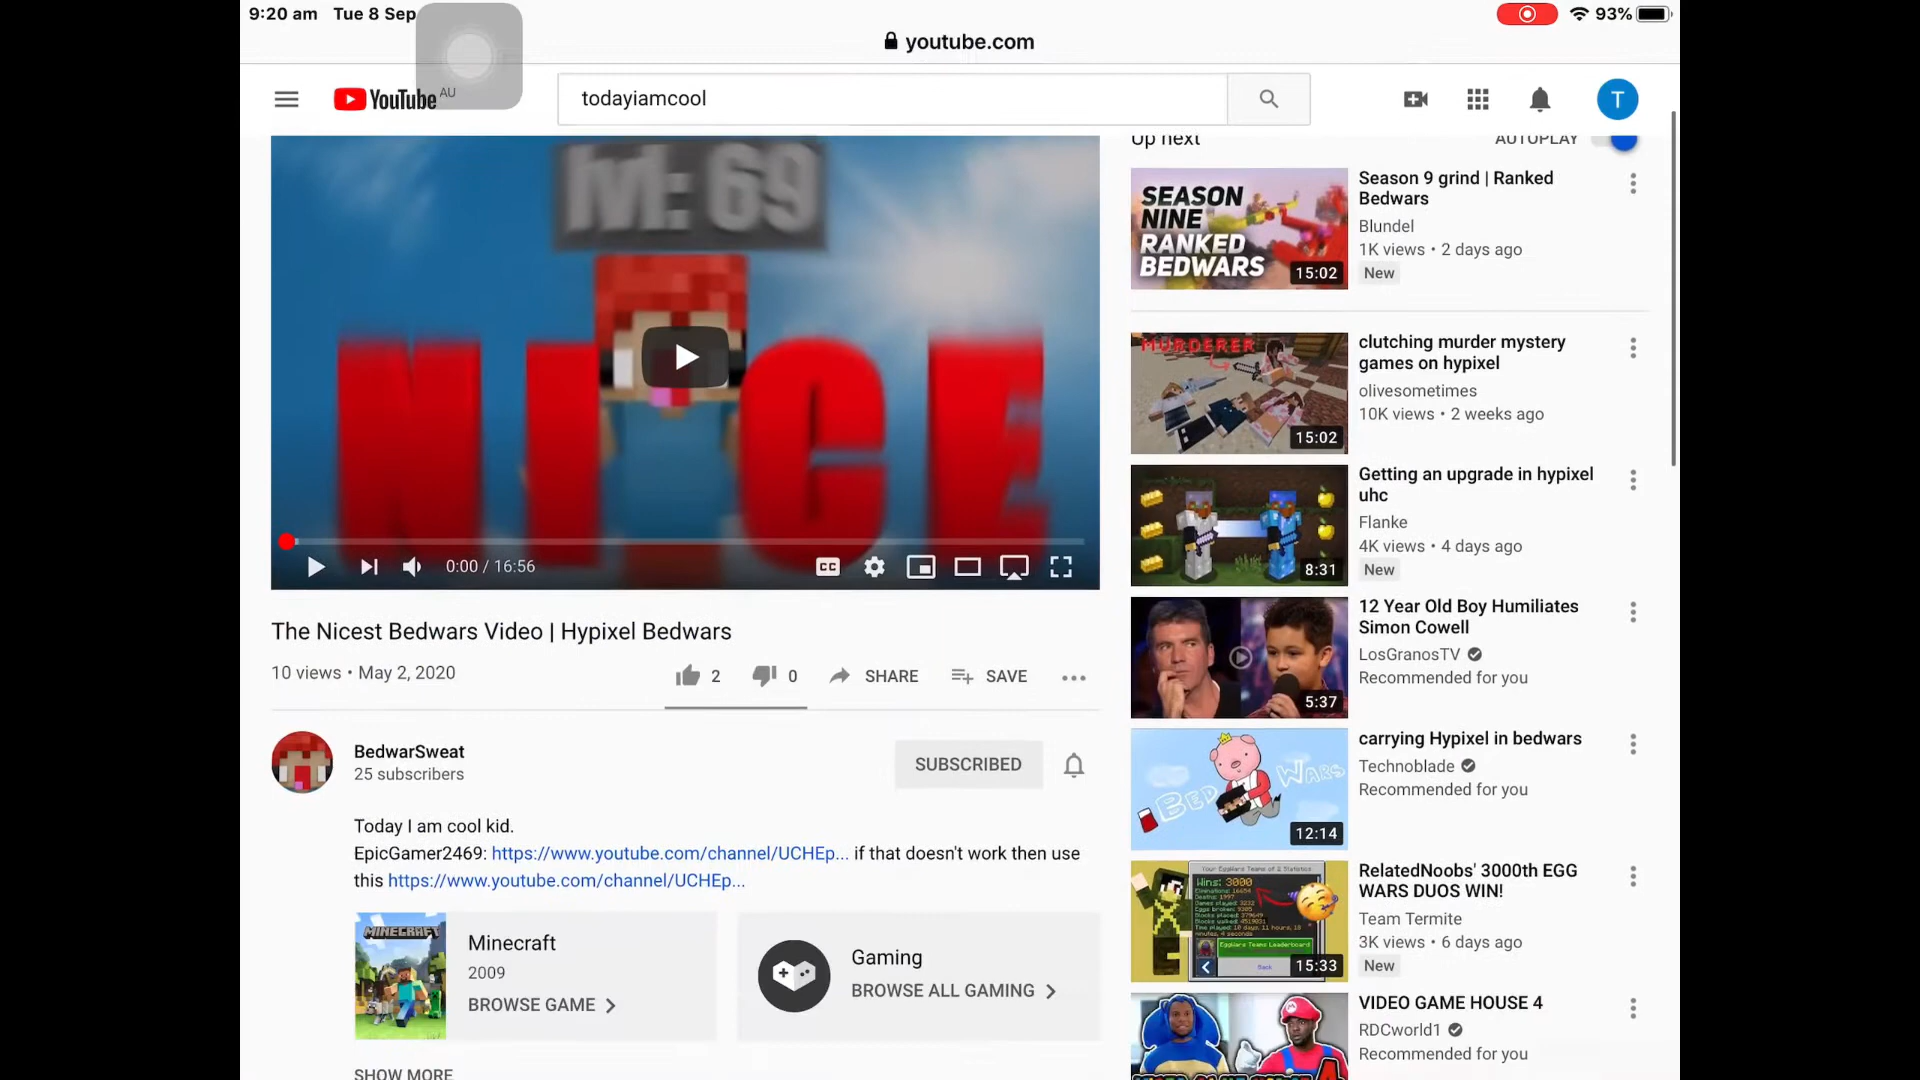 9:20 am Tue 8 Sep
93%
youtube.com
YouTube AU
todayiamcool
T
M: 69
NICE
0:00 / 16:56
CC
The Nicest Bedwars Video | Hypixel Bedwars
10 views • May 2, 2020
2
0
SHARE
SAVE
BedwarSweat
25 subscribers
SUBSCRIBED
Today I am cool kid.
EpicGamer2469: https://www.youtube.com/channel/UCHEp... if that doesn't work then use
this https://www.youtube.com/channel/UCHEp...
MINECRAFT
Minecraft
2009
BROWSE GAME
Gaming
BROWSE ALL GAMING
SHOW MORE
Up next
AUTOPLAY
SEASON
NINE
RANKED
BEDWARS
15:02
Season 9 grind | Ranked
Bedwars
Blundel
1K views • 2 days ago
New
MURDERER
15:02
clutching murder mystery
games on hypixel
olivesometimes
10K views • 2 weeks ago
8:31
Getting an upgrade in hypixel
uhc
Flanke
4K views • 4 days ago
New
5:37
12 Year Old Boy Humiliates
Simon Cowell
LosGranosTV
Recommended for you
BED WARS
12:14
carrying Hypixel in bedwars
Technoblade
Recommended for you
Wins: 3000
Back
15:33
RelatedNoobs' 3000th EGG
WARS DUOS WIN!
Team Termite
3K views • 6 days ago
New
VIDEO GAME HOUSE 4
RDCworld1
Recommended for you